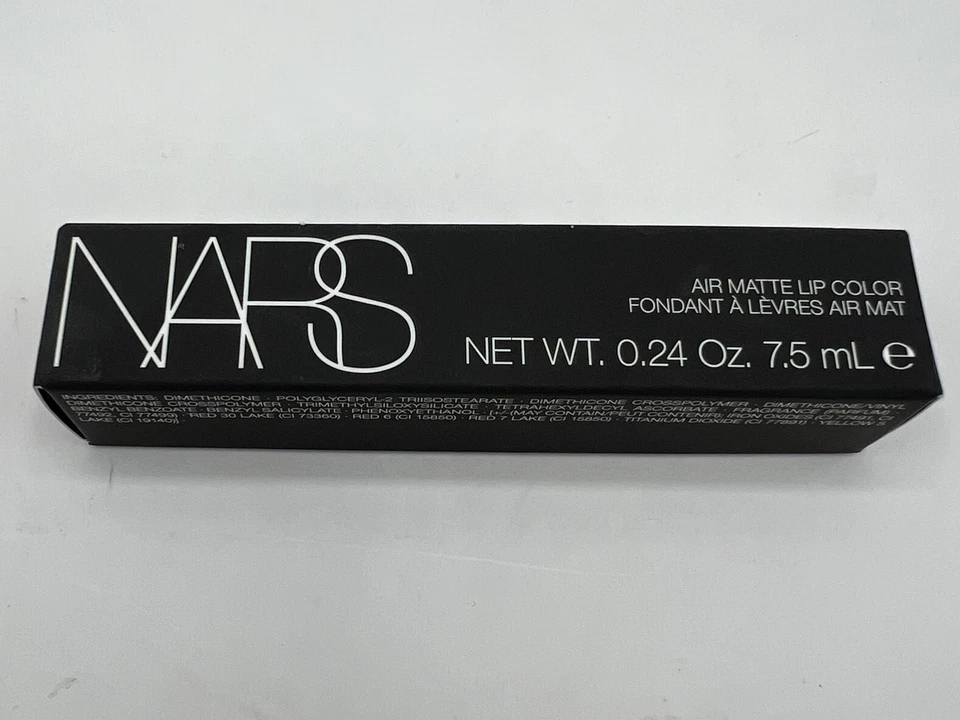 NARS
AIR MATTE LIP COLOR
FONDANT À LÈVRES AIR MAT
NET WT. 0.24 Oz. 7.5 mL ℮
INGREDIENTS: DIMETHICONE · POLYGLYCERYL-2 TRIISOSTEARATE · DIMETHICONE CROSSPOLYMER · DIMETHICONE/VINYL
DIMETHICONE CROSSPOLYMER · TRIMETHYLSILOXYSILICATE · TETRAHEXYLDECYL ASCORBATE · FRAGRANCE (PARFUM) ·
BENZYL BENZOATE · BENZYL SALICYLATE · PHENOXYETHANOL · [+/-(MAY CONTAIN/PEUT CONTENIR): IRON OXIDES (CI 77491, CI
77492, CI 77499) · RED 30 LAKE (CI 73360) · RED 6 (CI 15850) · RED 7 LAKE (CI 15850) · TITANIUM DIOXIDE (CI 77891) · YELLOW 5
LAKE (CI 19140)].